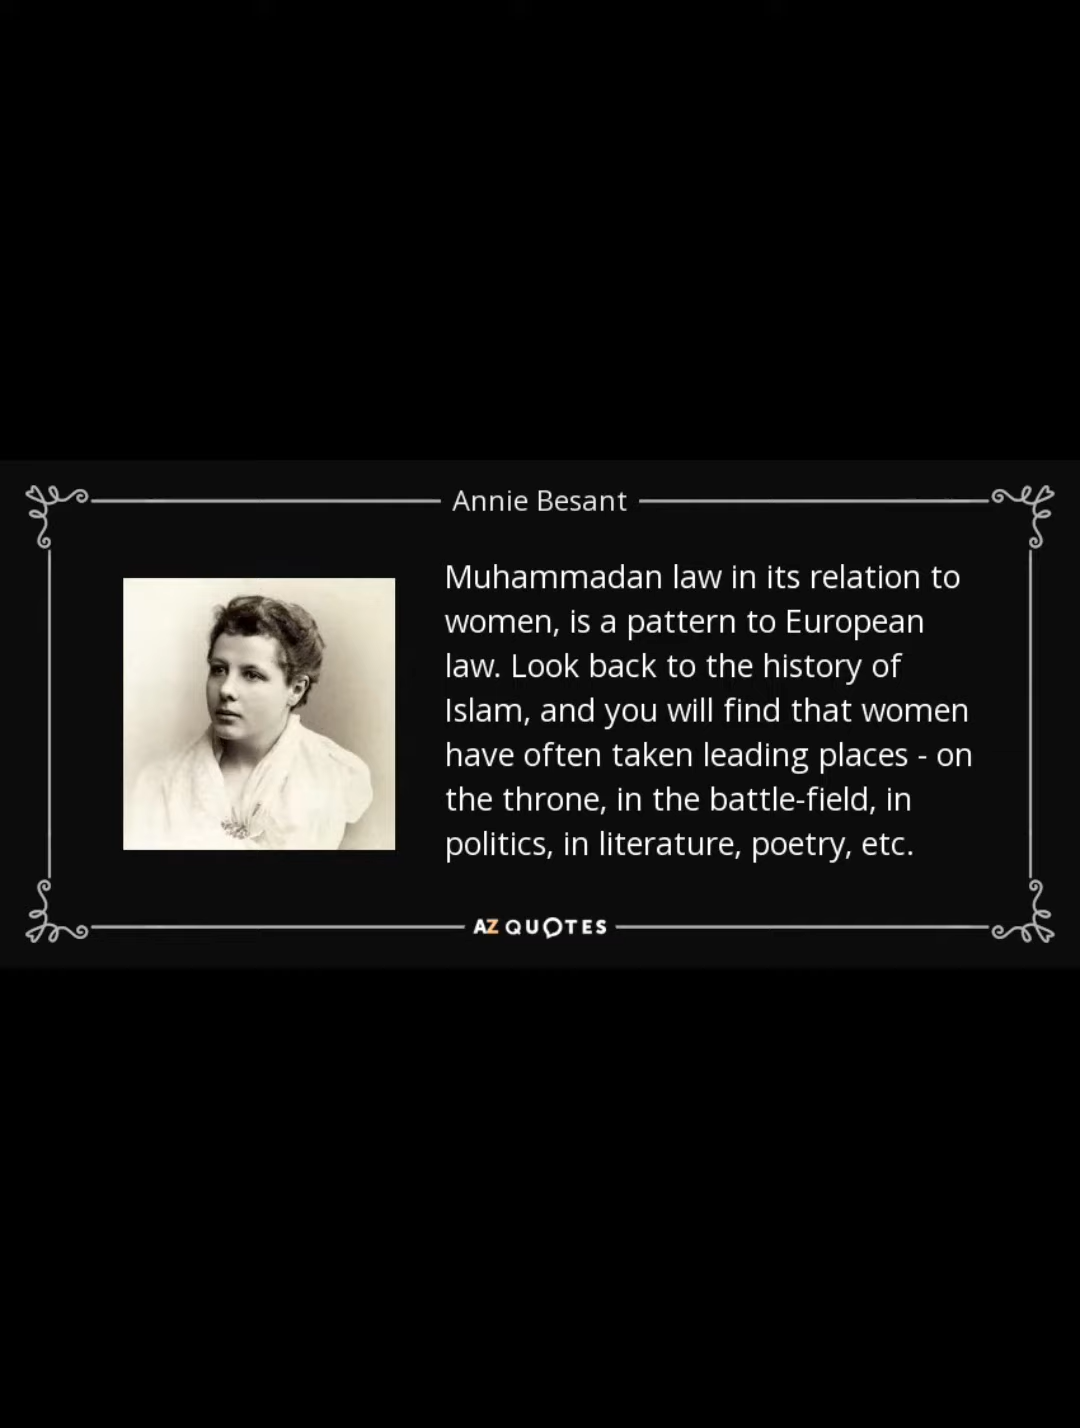 Annie Besant
Muhammadan law in its relation to
women, is a pattern to European
law. Look back to the history of
Islam, and you will find that women
have often taken leading places - on
the throne, in the battle-field, in
politics, in literature, poetry, etc.
AZ QUOTES